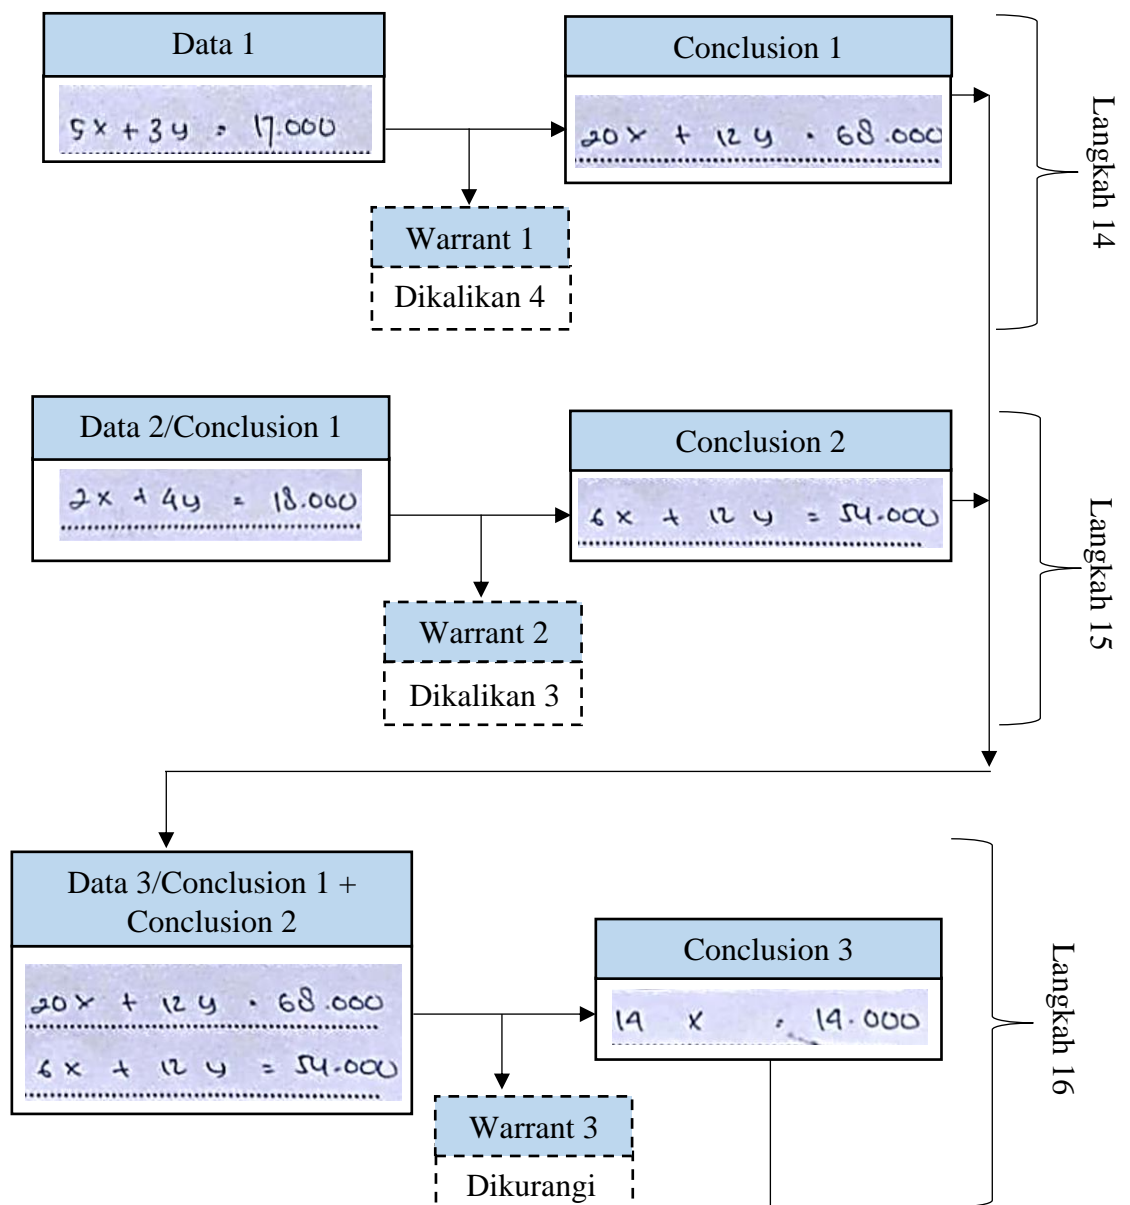 Data 1
Conclusion 1
5x + 3y = 17.000
20x + 12y = 68.000
Warrant 1
Dikalikan 4
Langkah 14
Data 2/Conclusion 1
Conclusion 2
2x + 4y = 18.000
6x + 12y = 54.000
Warrant 2
Dikalikan 3
Langkah 15
Data 3/Conclusion 1 +
Conclusion 2
Conclusion 3
20x + 12y = 68.000
6x + 12y = 54.000
14 x = 14.000
Warrant 3
Dikurangi
Langkah 16